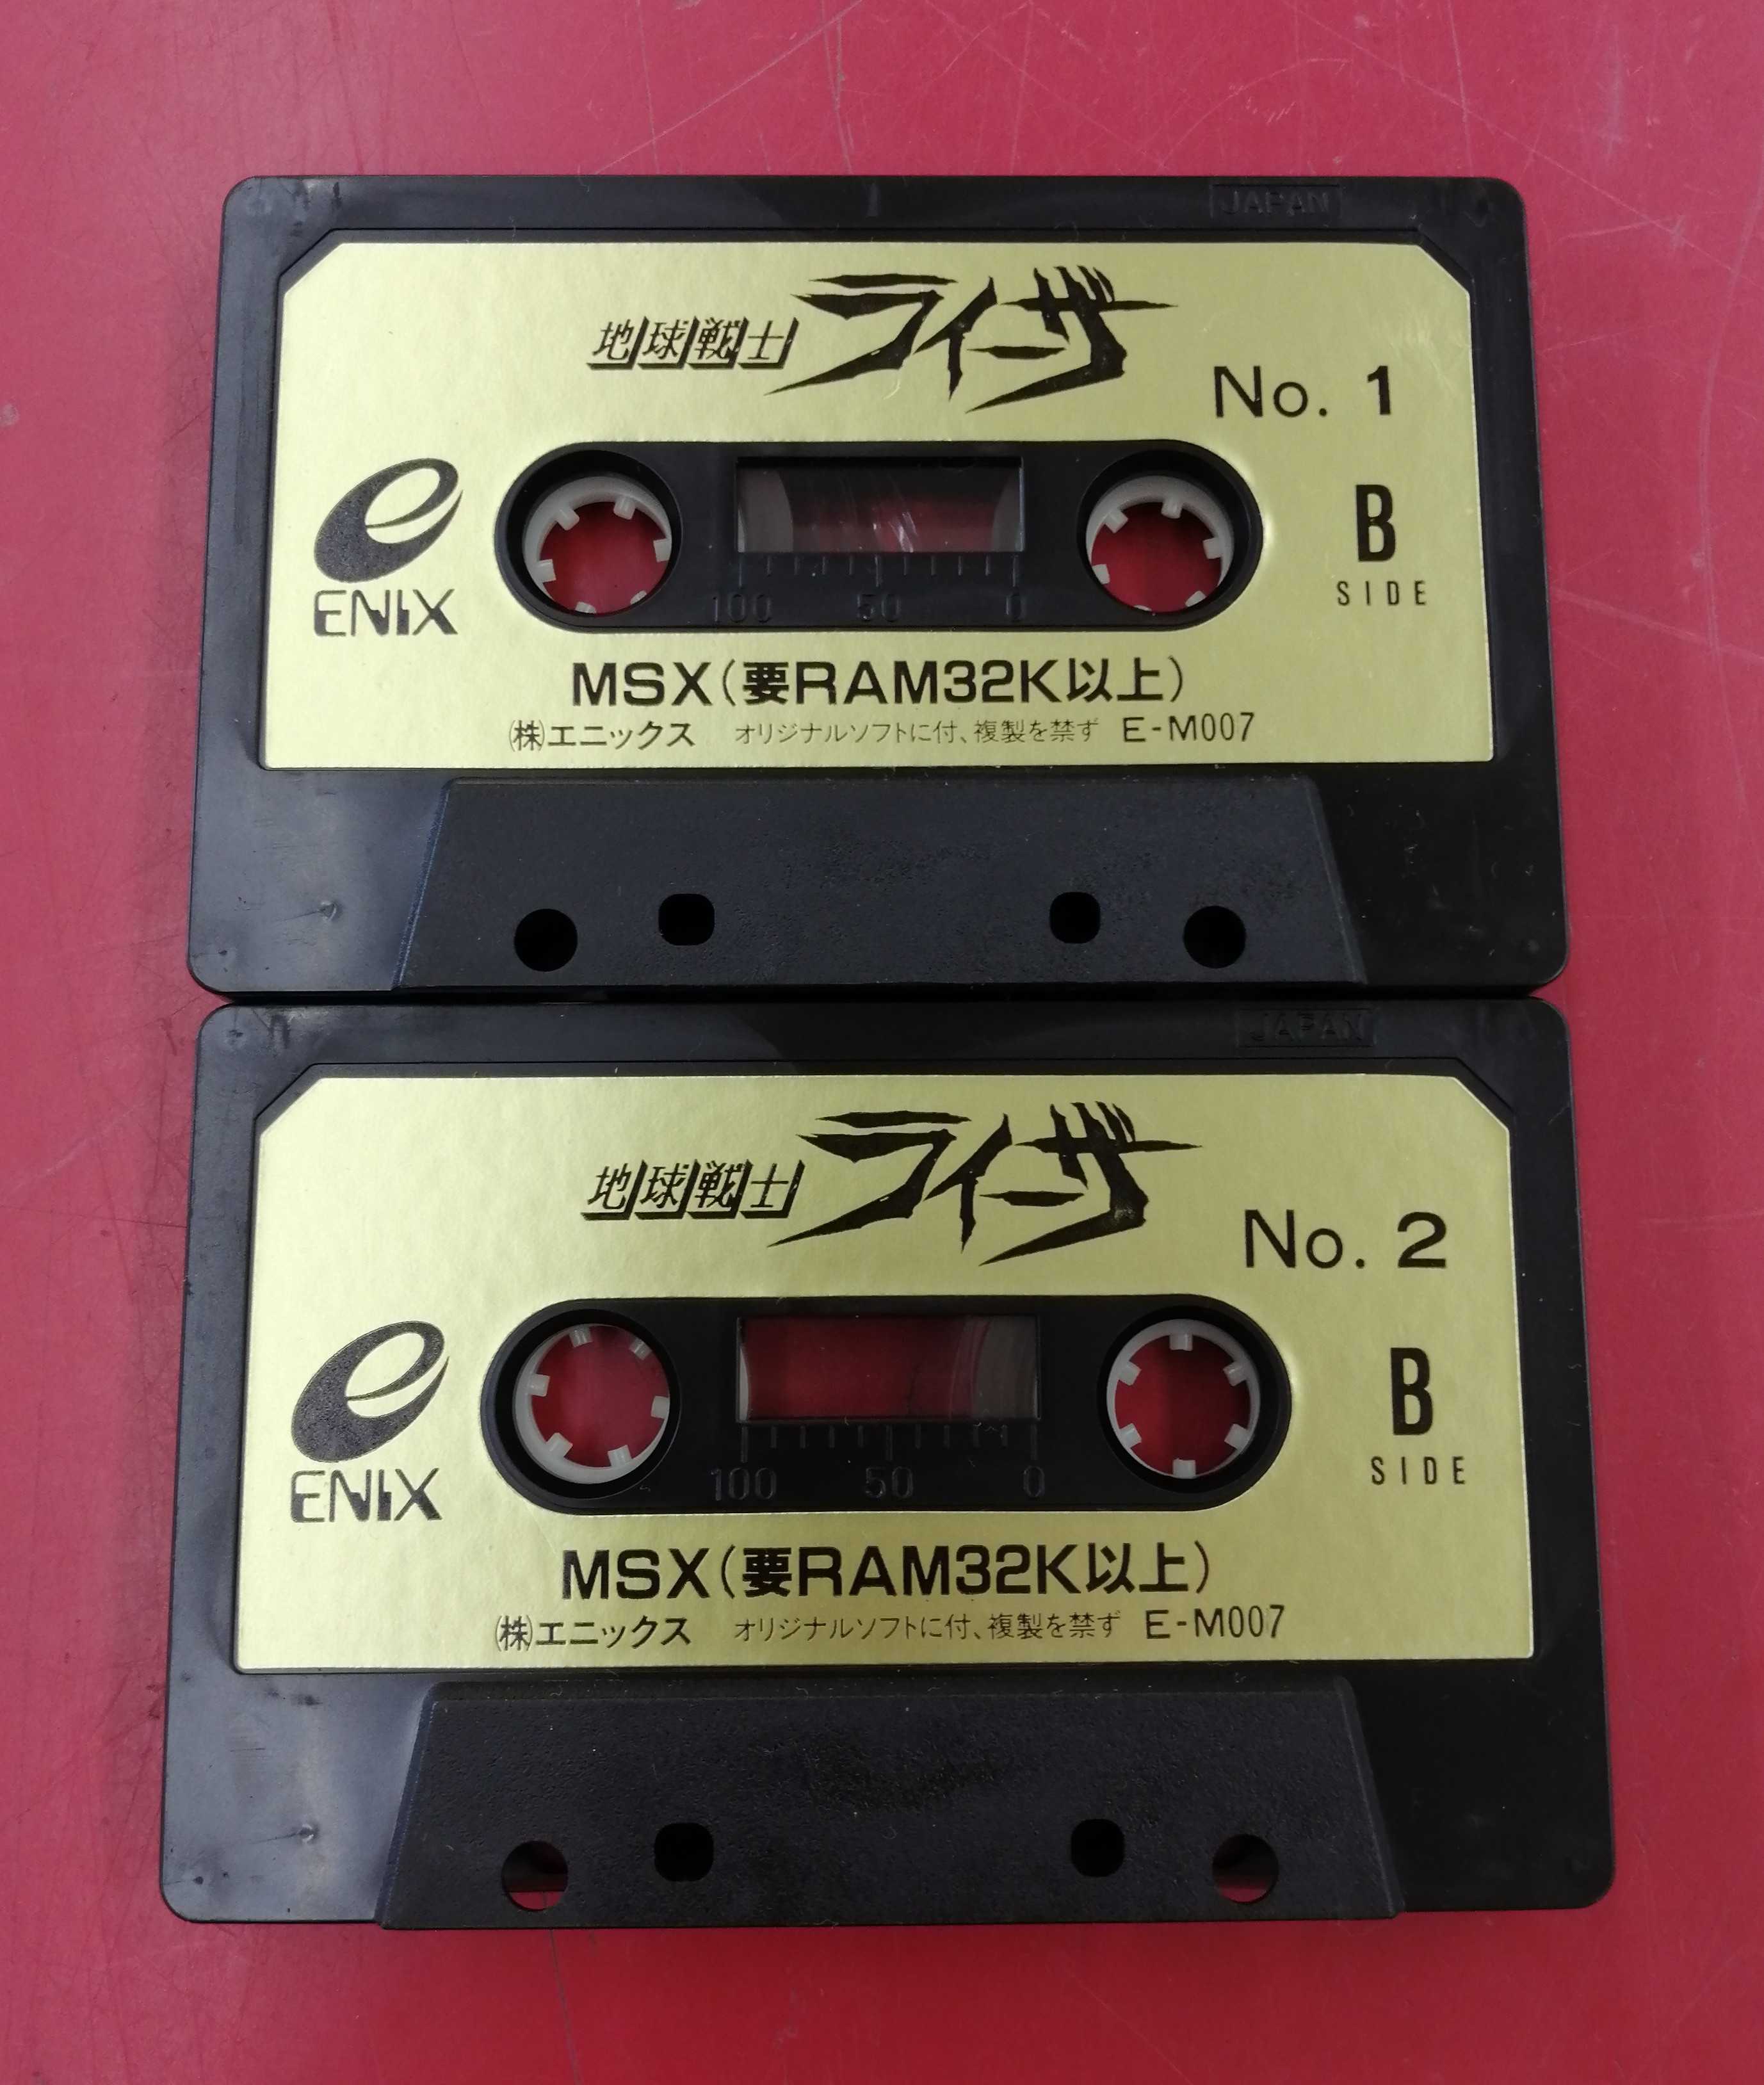 JAPAN
地球戦士ライーザ
No. 1
B
SIDE
e
ENIX
100 50 0
MSX(要RAM32K以上)
㈱エニックス オリジナルソフトに付、複製を禁ず E-M007
JAPAN
地球戦士ライーザ
No. 2
B
SIDE
e
ENIX
100 50 0
MSX(要RAM32K以上)
㈱エニックス オリジナルソフトに付、複製を禁ず E-M007